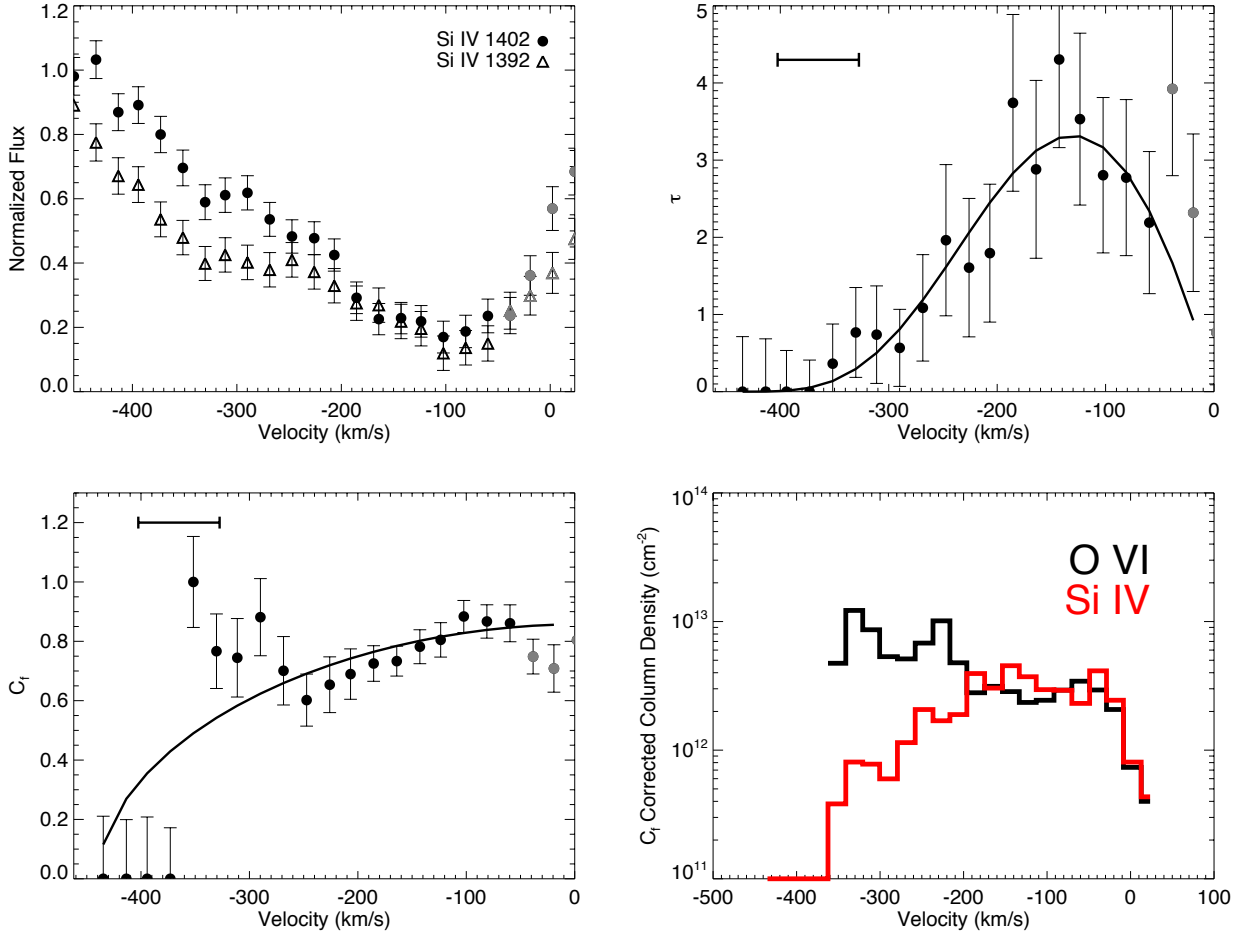 1.2
1.0
0.8
0.6
0.4
0.2
0.0
Normalized Flux
Si IV 1402
Si IV 1392
-400 -300 -200 -100 0
Velocity (km/s)
5
4
3
2
1
0
τ
-400 -300 -200 -100 0
Velocity (km/s)
1.2
1.0
0.8
0.6
0.4
0.2
0.0
Cf
-400 -300 -200 -100 0
Velocity (km/s)
10^14
10^13
10^12
10^11
Cf Corrected Column Density (cm^-2)
O VI
Si IV
-500 -400 -300 -200 -100 0 100
Velocity (km/s)